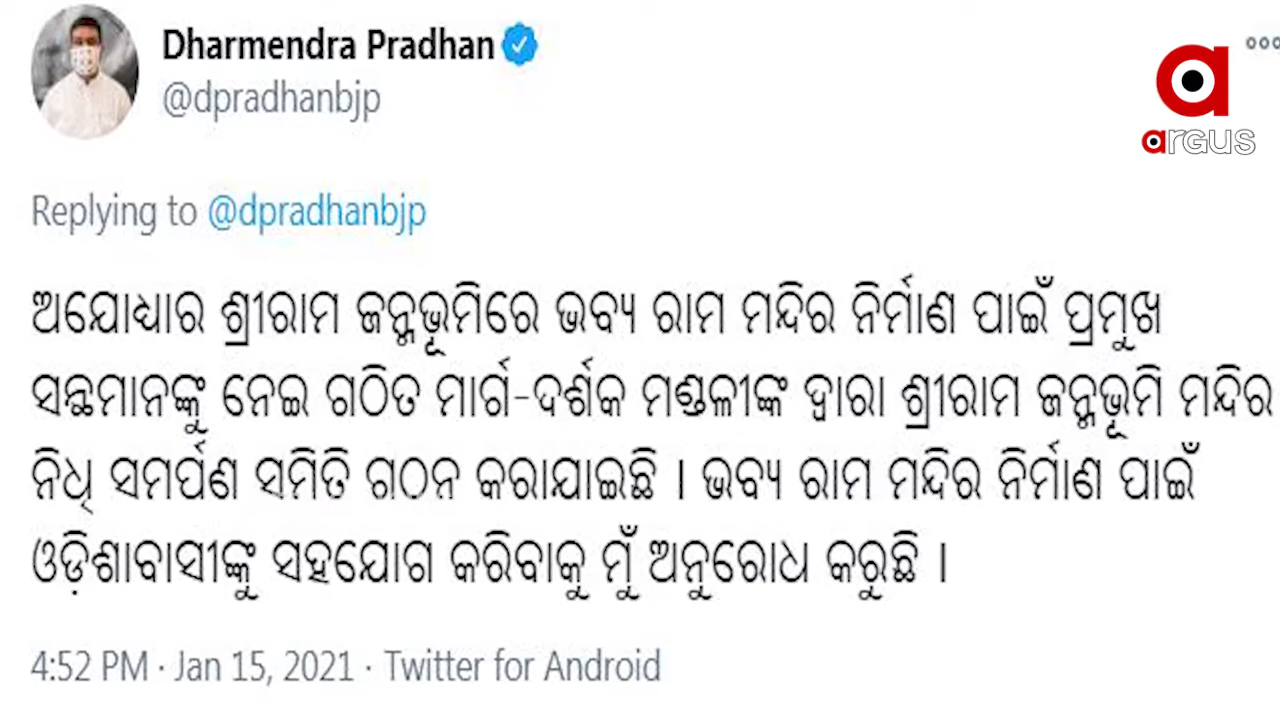 Dharmendra Pradhan
@dpradhanbjp
argus
Replying to @dpradhanbjp
ଅଯୋଧ୍ୟାର ଶ୍ରୀରାମ ଜନ୍ମଭୂମିରେ ଭବ୍ୟ ରାମ ମନ୍ଦିର ନିର୍ମାଣ ପାଇଁ ପ୍ରମୁଖ
ସନ୍ଥମାନଙ୍କୁ ନେଇ ଗଠିତ ମାର୍ଗ-ଦର୍ଶକ ମଣ୍ଡଳୀଙ୍କ ଦ୍ୱାରା ଶ୍ରୀରାମ ଜନ୍ମଭୂମି ମନ୍ଦିର
ନିଧି ସମର୍ପଣ ସମିତି ଗଠନ କରାଯାଇଛି । ଭବ୍ୟ ରାମ ମନ୍ଦିର ନିର୍ମାଣ ପାଇଁ
ଓଡ଼ିଶାବାସୀଙ୍କୁ ସହଯୋଗ କରିବାକୁ ମୁଁ ଅନୁରୋଧ କରୁଛି ।
4:52 PM · Jan 15, 2021 · Twitter for Android